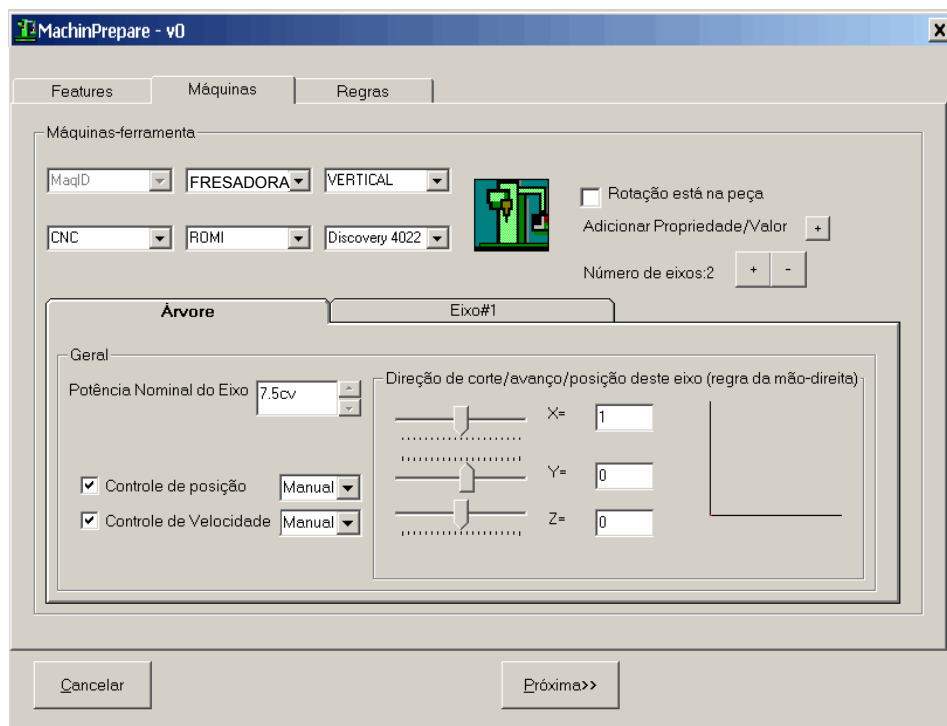 MachinPrepare - v0
Features Máquinas Regras
Máquinas-ferramenta
MaqID FRESADORA VERTICAL
Rotação está na peça
CNC ROMI Discovery 4022
Adicionar Propriedade/Valor +
Número de eixos:2 + -
Árvore Eixo#1
Geral
Potência Nominal do Eixo 7.5cv
Direção de corte/avanço/posição deste eixo (regra da mão-direita)
X= 1
Controle de posição Manual
Y= 0
Controle de Velocidade Manual
Z= 0
Cancelar Próxima>>